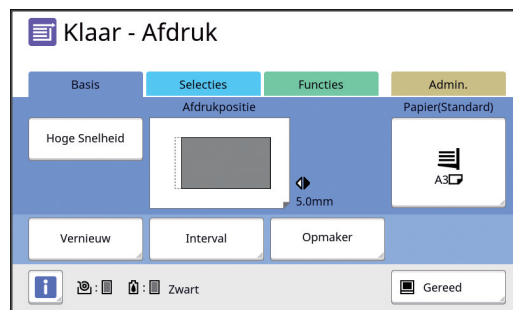 Klaar - Afdruk
Basis Selecties Functies Admin.
Afdrukpositie Papier(Standard)
Hoge Snelheid
A3
5.0mm
Vernieuw Interval Opmaker
i : : Zwart Gereed